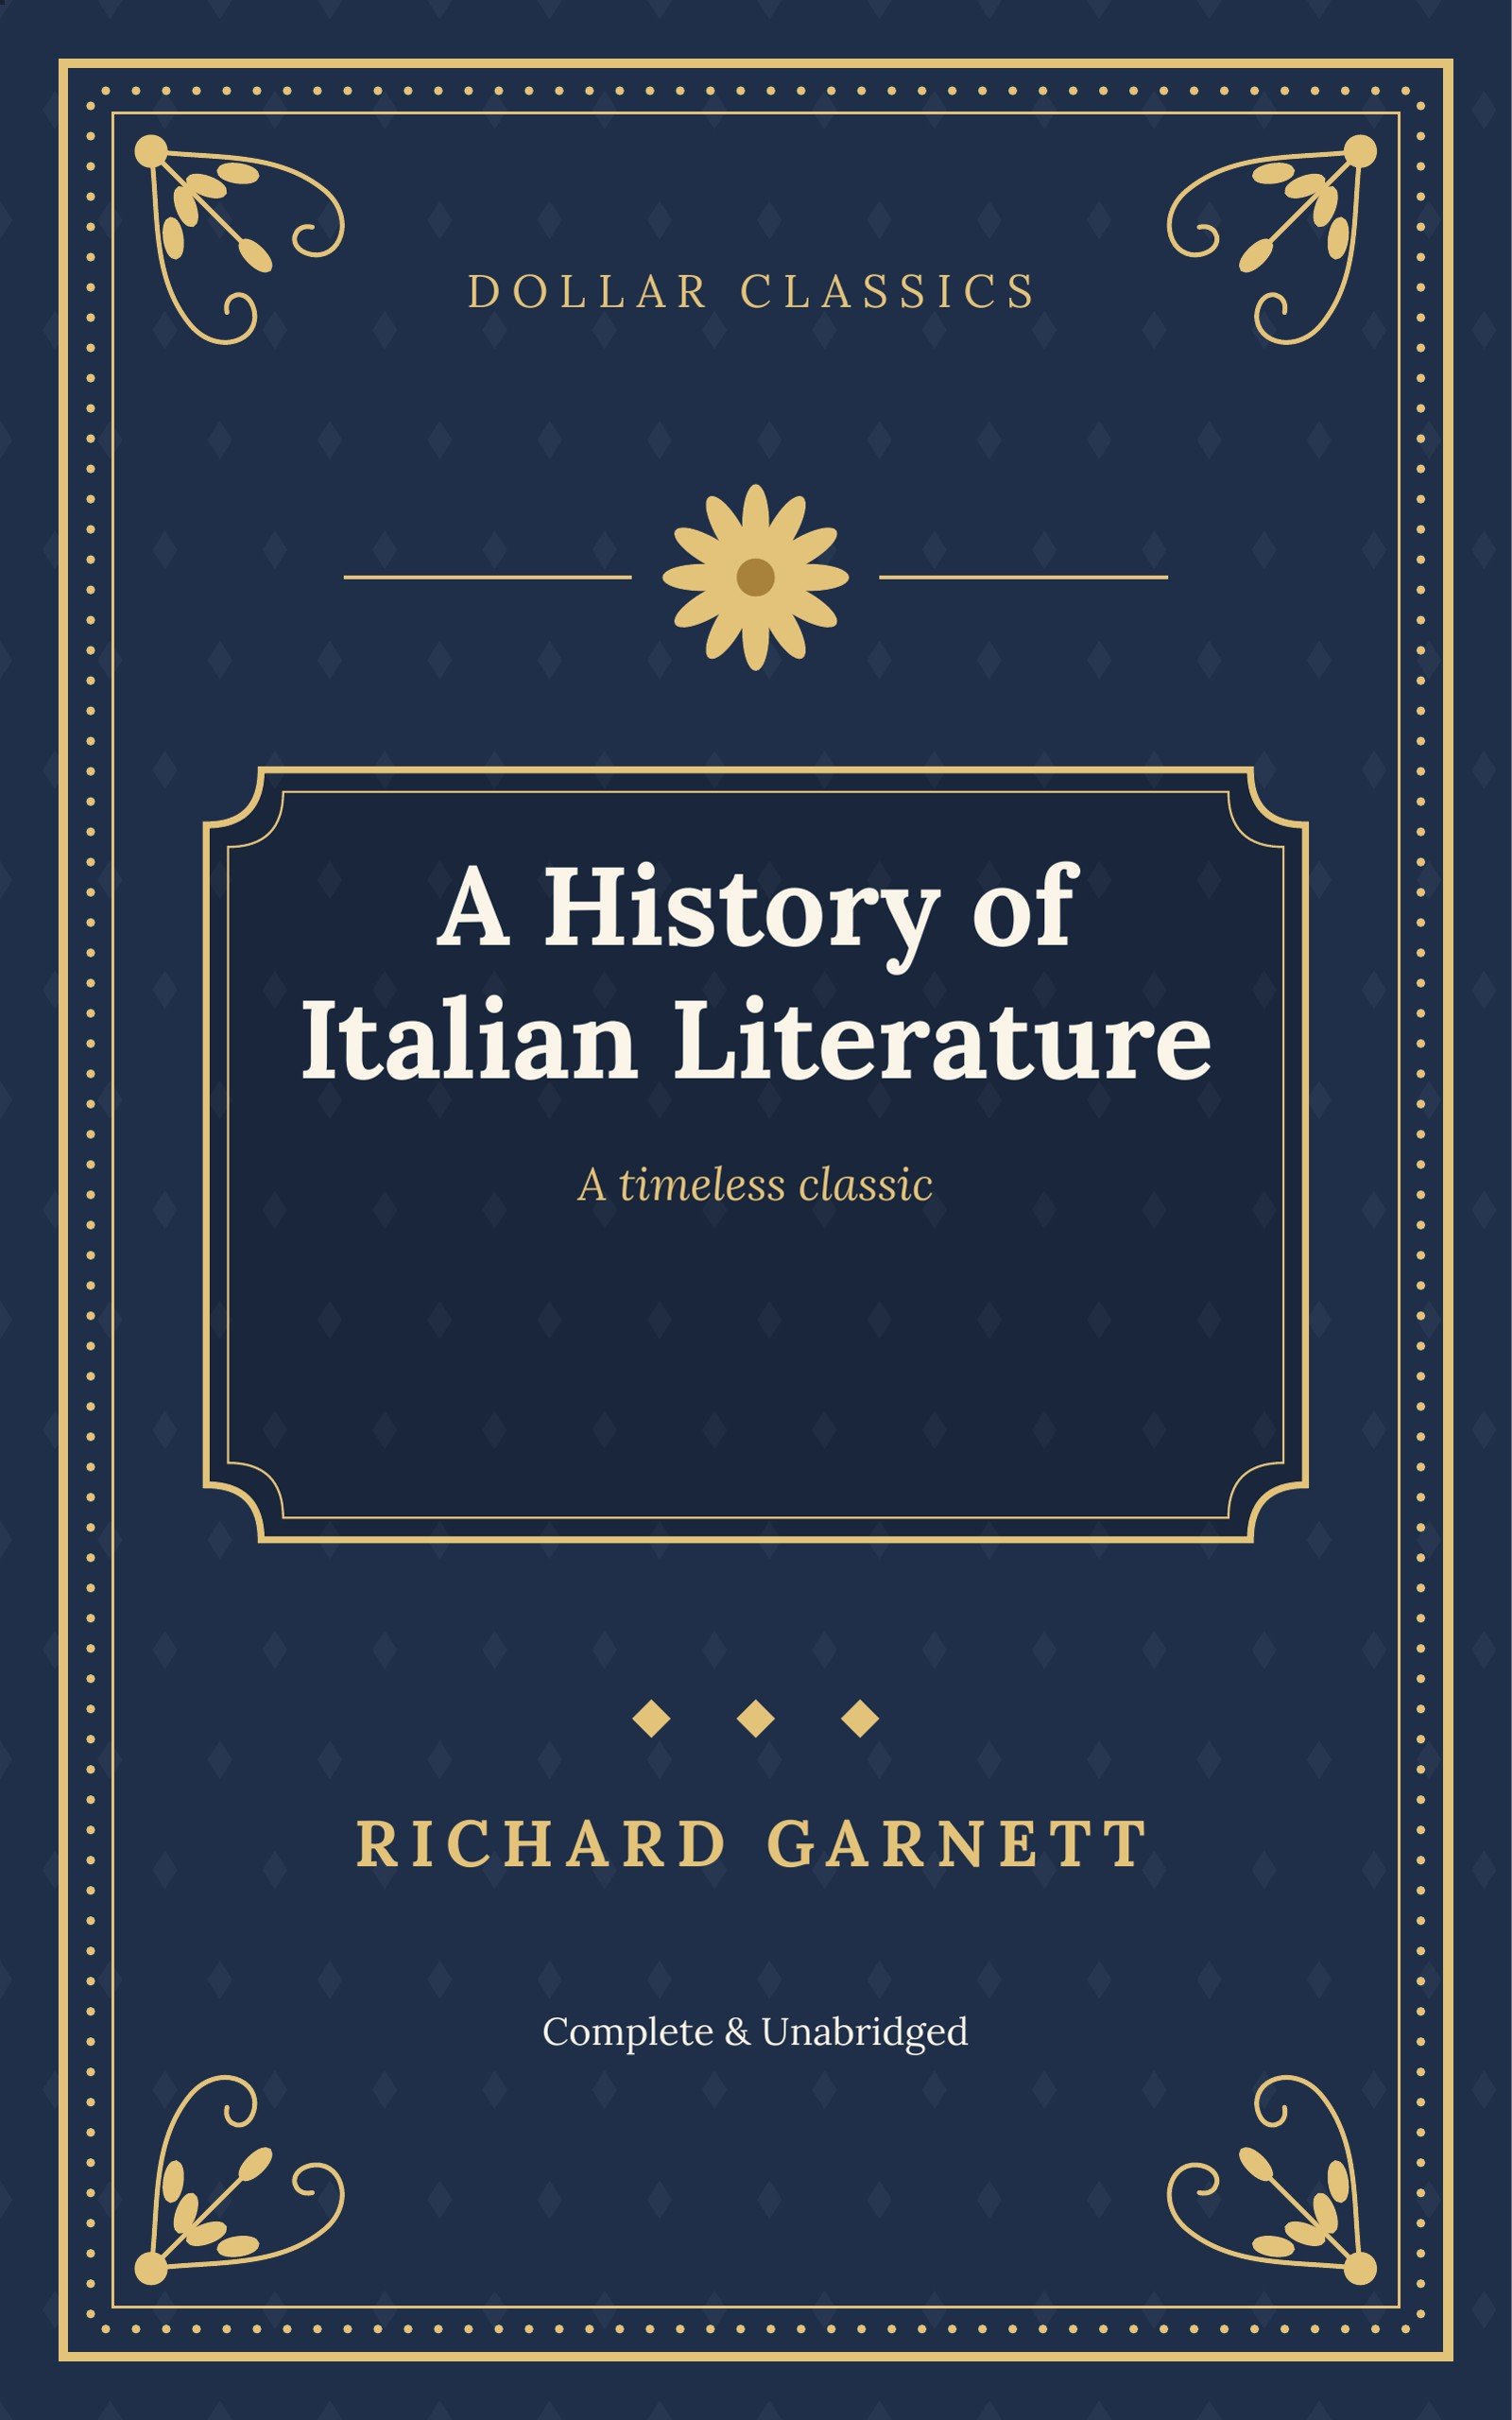 DOLLAR CLASSICS
A History of
Italian Literature
A timeless classic
RICHARD GARNETT
Complete & Unabridged